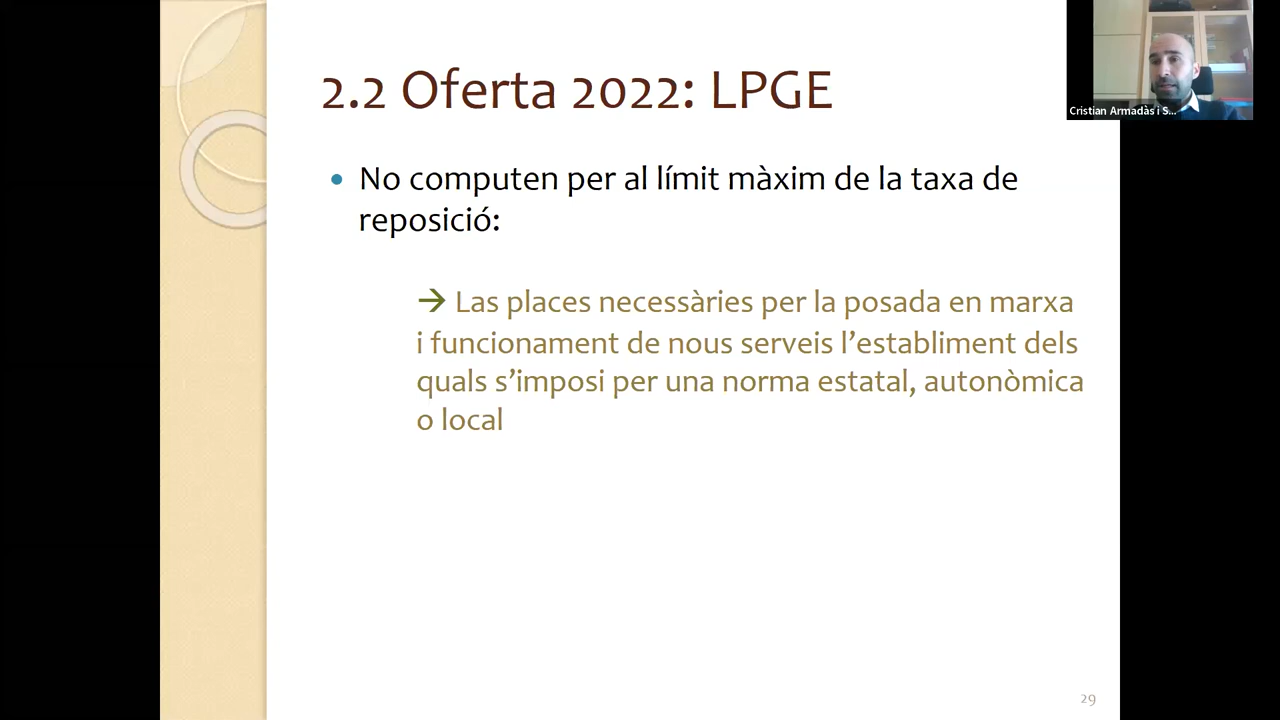 2.2 Oferta 2022: LPGE
Cristian Armadàs i S...
• No computen per al límit màxim de la taxa de
reposició:
→ Las places necessàries per la posada en marxa
i funcionament de nous serveis l’establiment dels
quals s’imposi per una norma estatal, autonòmica
o local
29